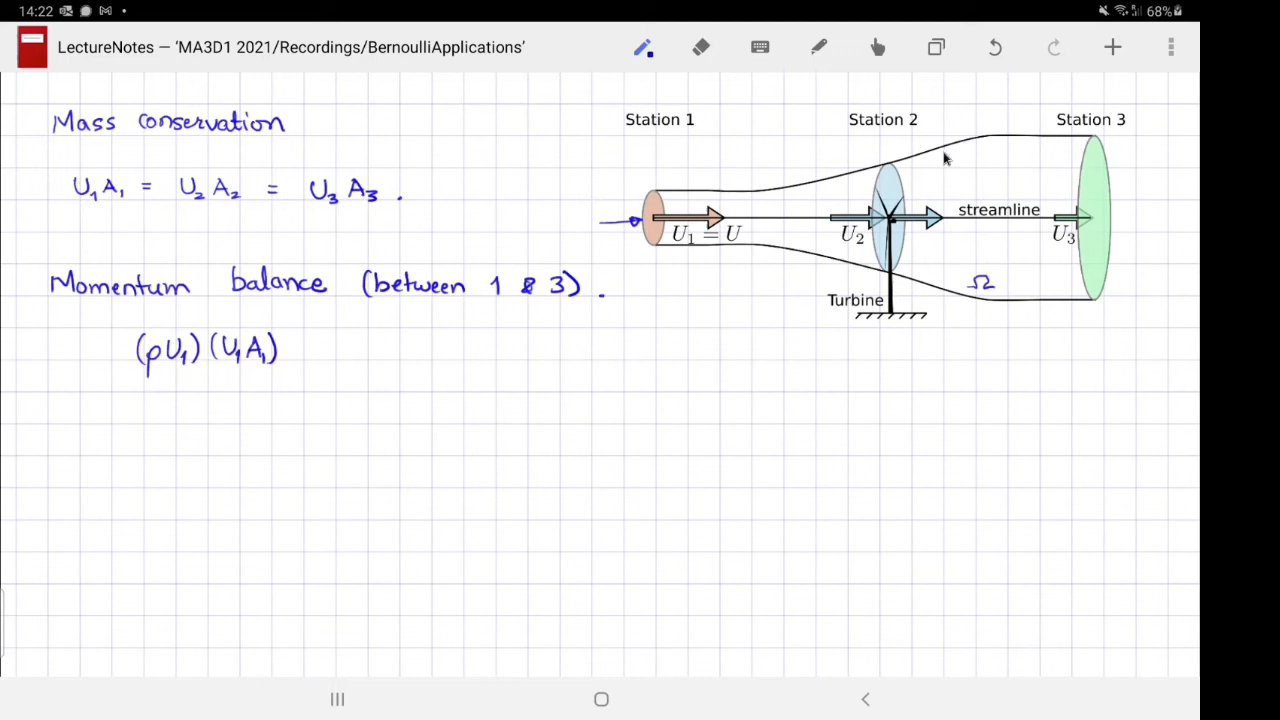 14:22
68%
LectureNotes — ‘MA3D1 2021/Recordings/BernoulliApplications’
Mass conservation
U₁A₁ = U₂A₂ = U₃A₃.
Momentum balance (between 1 & 3).
(ρU₁)(U₁A₁)
Station 1
Station 2
Station 3
streamline
U₁ = U
U₂
U₃
Ω
Turbine